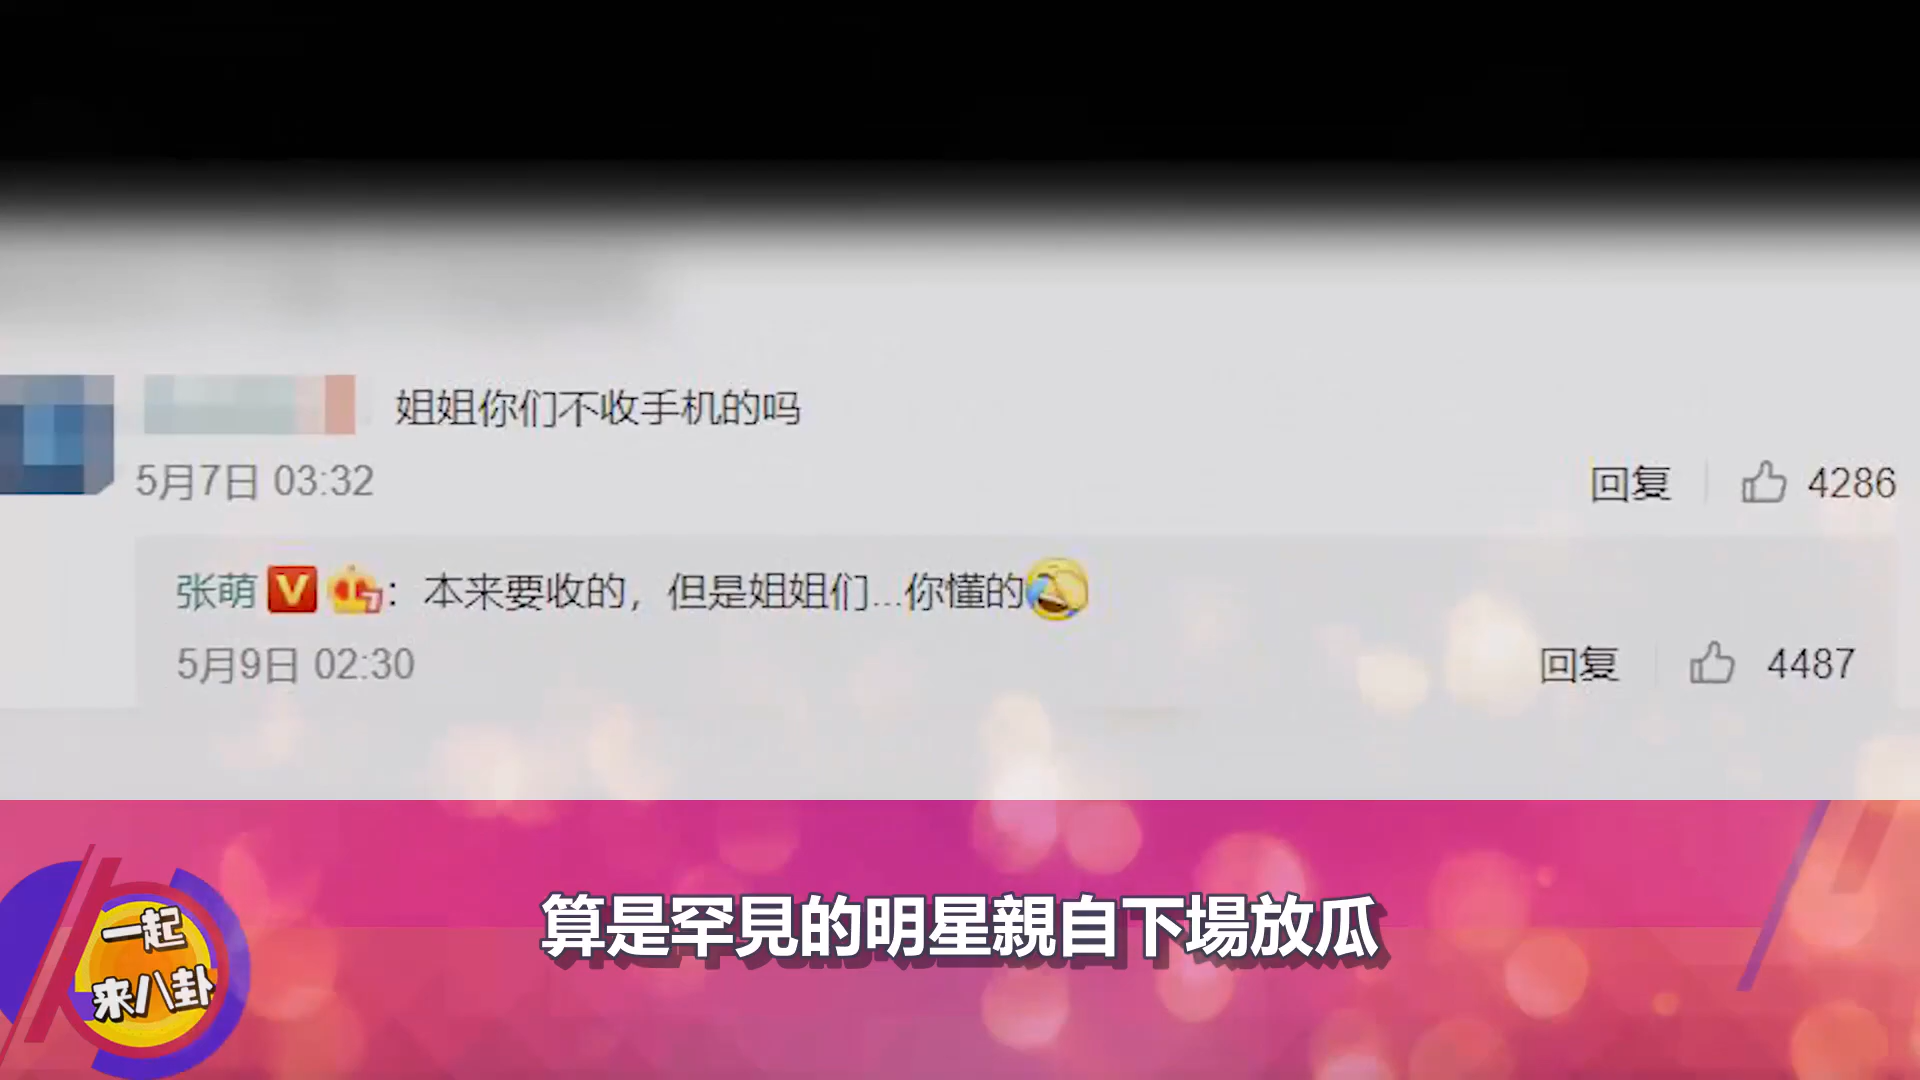 姐姐你们不收手机的吗
5月7日 03:32
回复 4286
张萌V：本来要收的，但是姐姐们...你懂的
5月9日 02:30
回复 4487
算是罕見的明星親自下場放瓜
一起
来八卦